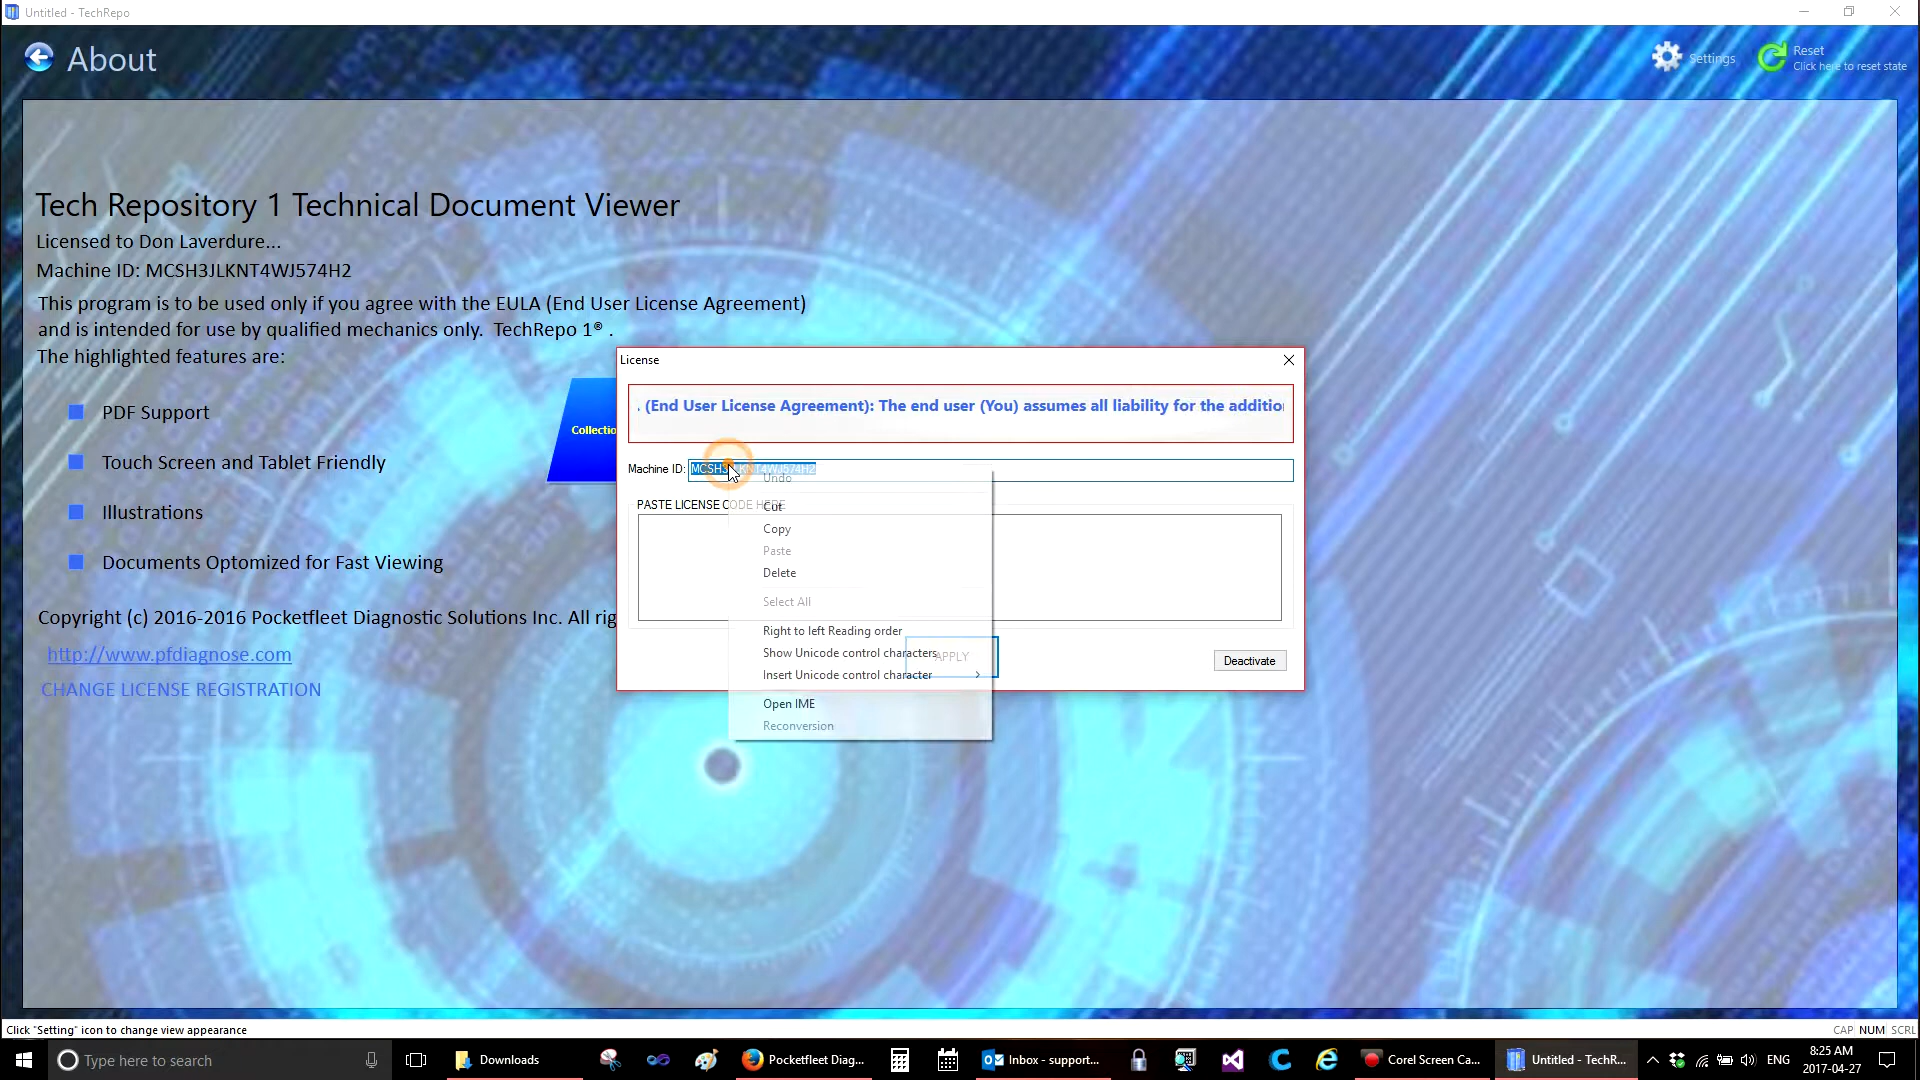 Untitled - TechRepo
About
Settings
Reset
Click here to reset state
Tech Repository 1 Technical Document Viewer
Licensed to Don Laverdure...
Machine ID: MCSH3JLKNT4WJ574H2
This program is to be used only if you agree with the EULA (End User License Agreement)
and is intended for use by qualified mechanics only.  TechRepo 1® .
The highlighted features are:
PDF Support
Touch Screen and Tablet Friendly
Illustrations
Documents Optomized for Fast Viewing
Collectio
Copyright (c) 2016-2016 Pocketfleet Diagnostic Solutions Inc. All rig
http://www.pfdiagnose.com
CHANGE LICENSE REGISTRATION
License
. (End User License Agreement): The end user (You) assumes all liability for the additio
Machine ID: MCSH3JLKNT4WJ574H2
PASTE LICENSE CODE HERE
Undo
Cut
Copy
Paste
Delete
Select All
Right to left Reading order
Show Unicode control characters
Insert Unicode control character
Open IME
Reconversion
APPLY
Deactivate
Click "Setting" icon to change view appearance
CAP NUM SCRL
Type here to search
Downloads
Pocketfleet Diag...
Inbox - support...
Corel Screen Ca...
Untitled - TechR...
ENG
8:25 AM
2017-04-27